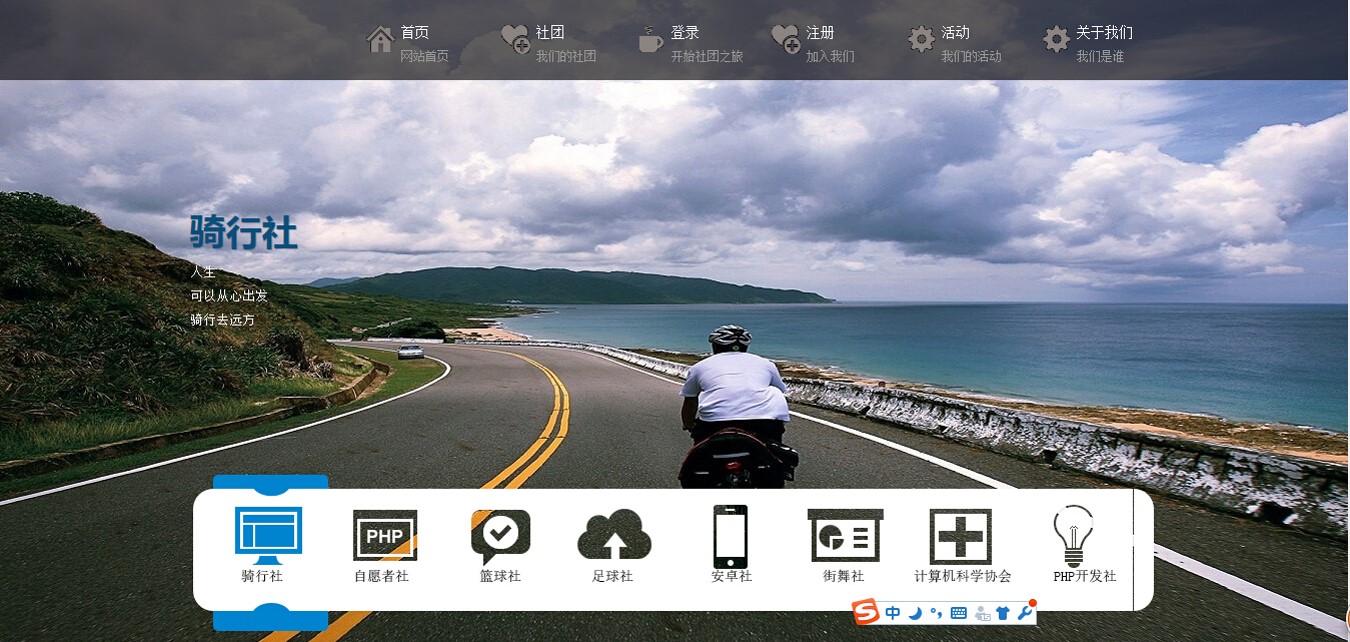 首页
网站首页
社团
我们的社团
登录
开始社团之旅
注册
加入我们
活动
我们的活动
关于我们
我们是谁
骑行社
人生
可以从心出发
骑行去远方
PHP
骑行社
自愿者社
篮球社
足球社
安卓社
街舞社
计算机科学协会
PHP开发社
S 中